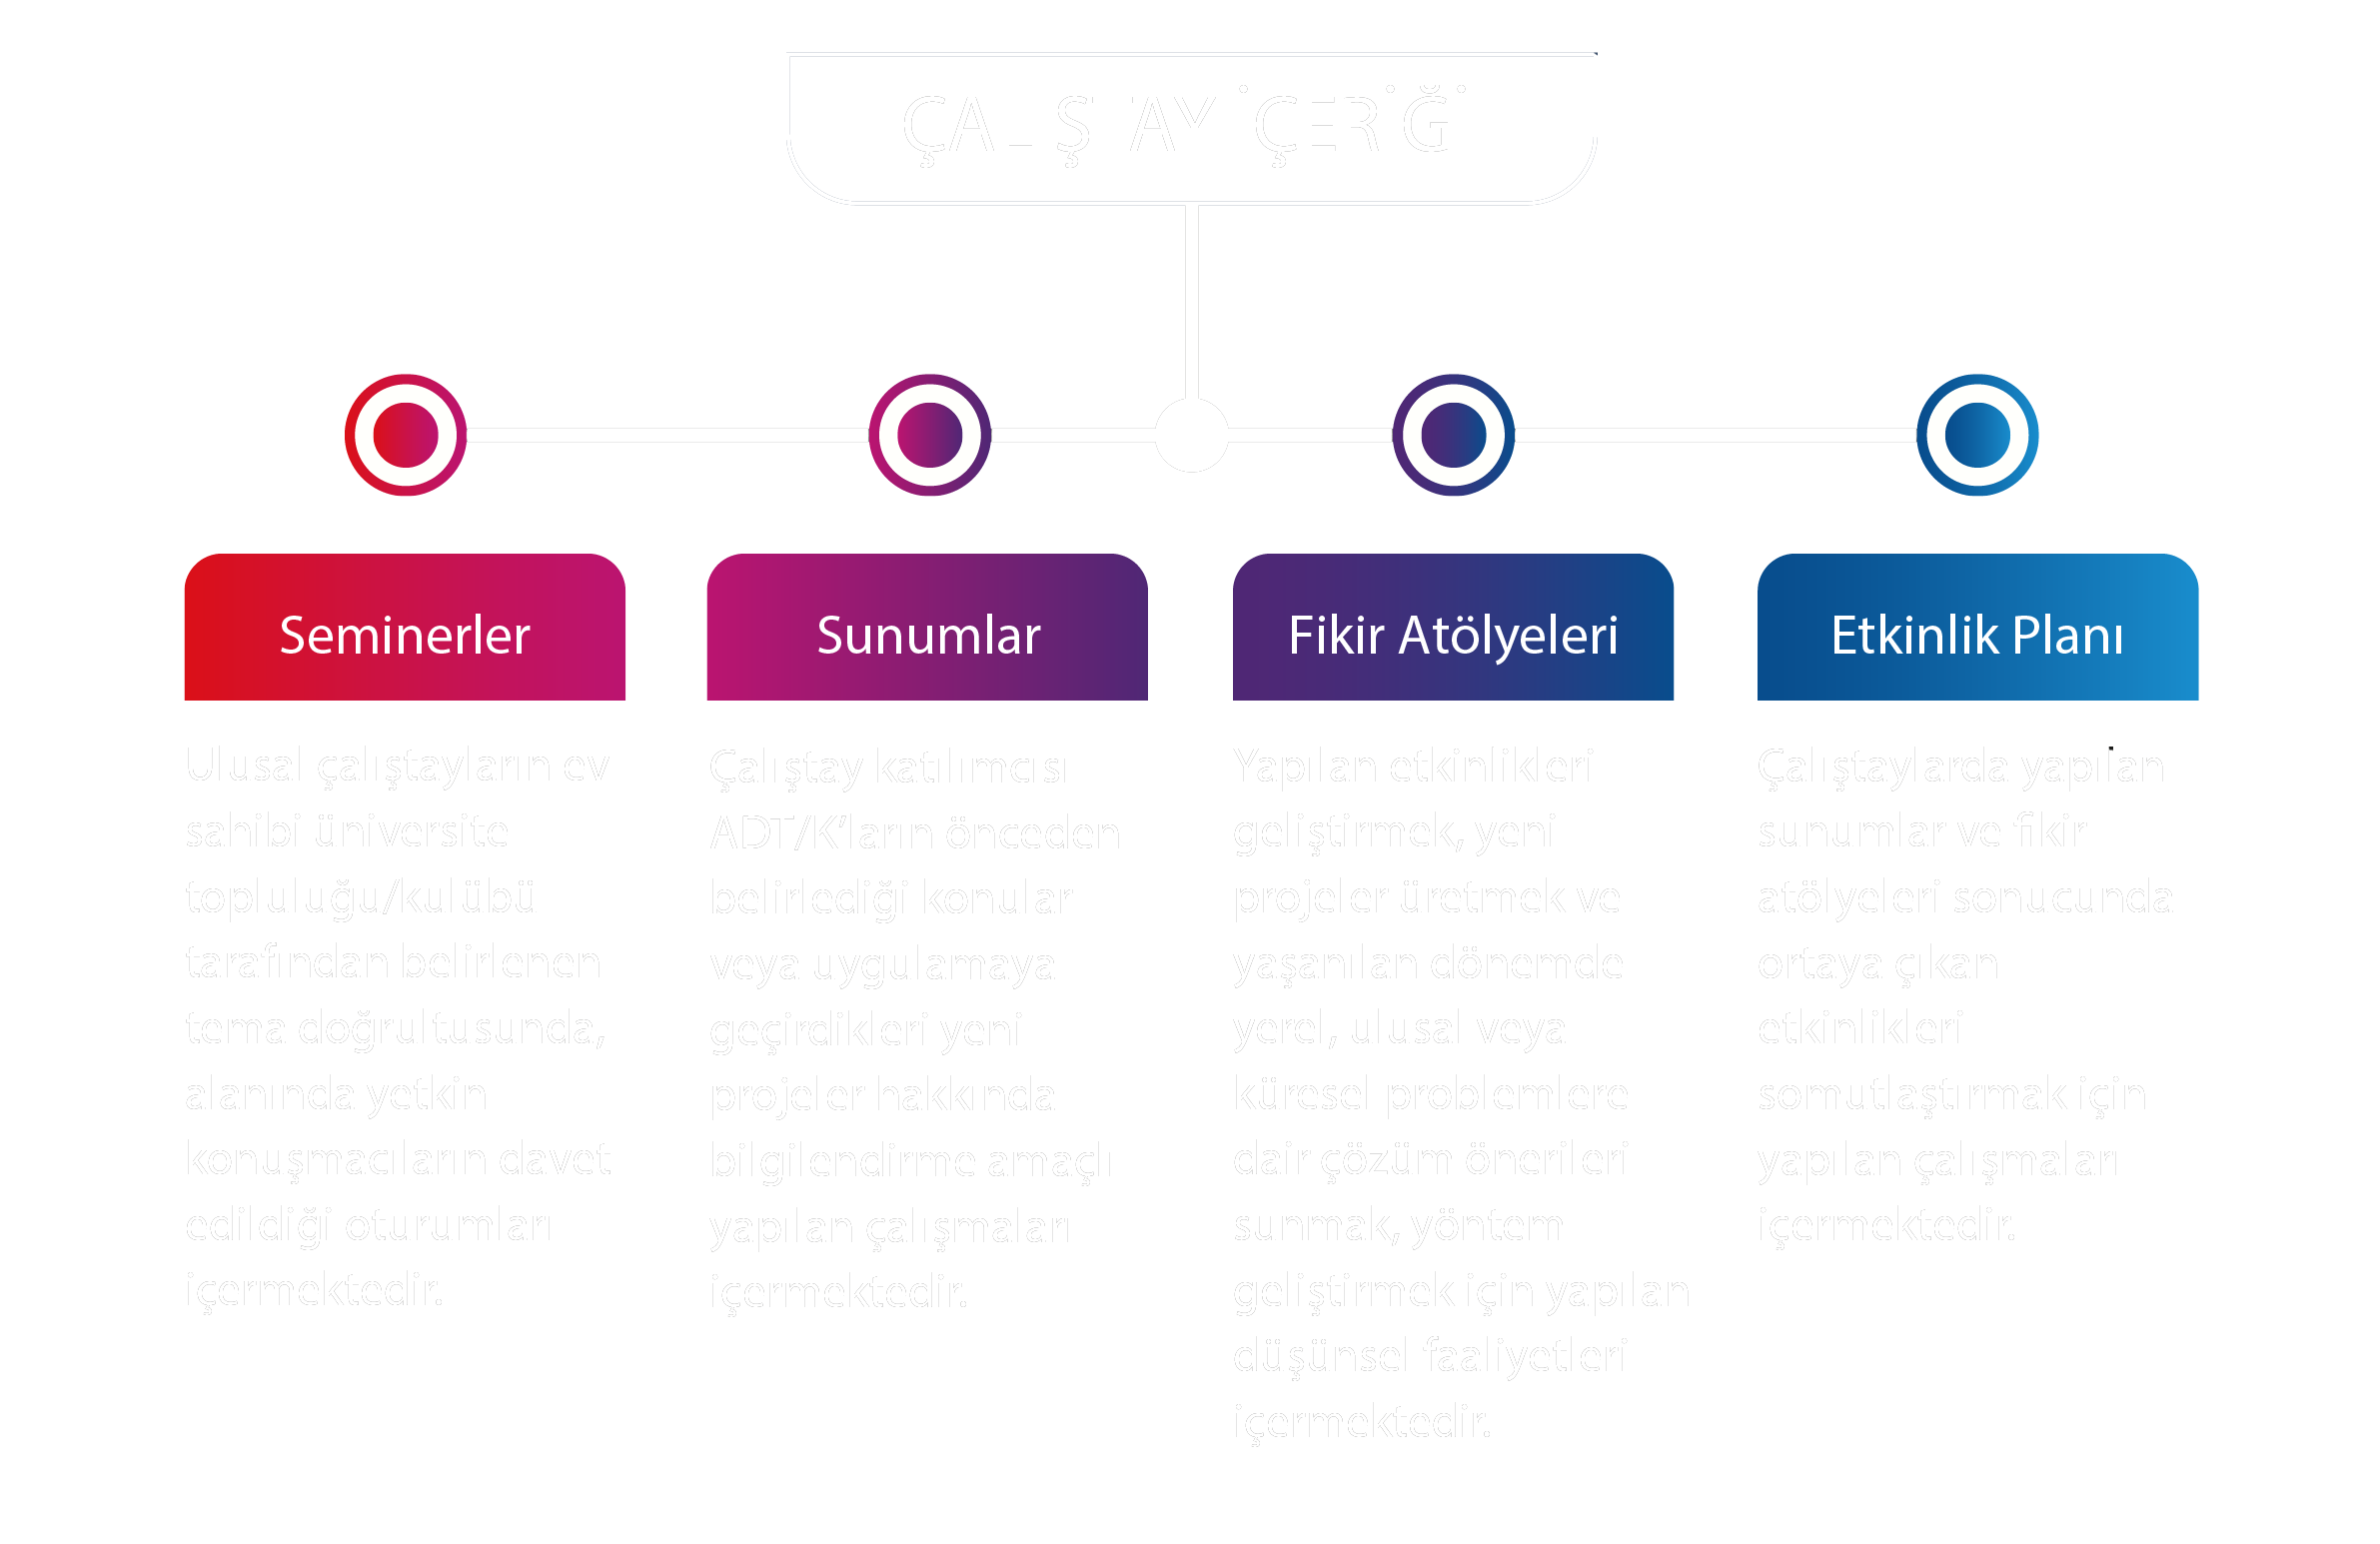 ÇALIŞTAY İÇERİĞİ
Seminerler
Ulusal çalıştayların ev
sahibi üniversite
topluluğu/kulübü
tarafından belirlenen
tema doğrultusunda,
alanında yetkin
konuşmacıların davet
edildiği oturumları
içermektedir.
Sunumlar
Çalıştay katılımcısı
ADT/K’ların önceden
belirlediği konular
veya uygulamaya
geçirdikleri yeni
projeler hakkında
bilgilendirme amaçlı
yapılan çalışmaları
içermektedir.
Fikir Atölyeleri
Yapılan etkinlikleri
geliştirmek, yeni
projeler üretmek ve
yaşanılan dönemde
yerel, ulusal veya
küresel problemlere
dair çözüm önerileri
sunmak, yöntem
geliştirmek için yapılan
düşünsel faaliyetleri
içermektedir.
Etkinlik Planı
Çalıştaylarda yapılan
sunumlar ve fikir
atölyeleri sonucunda
ortaya çıkan
etkinlikleri
somutlaştırmak için
yapılan çalışmaları
içermektedir.